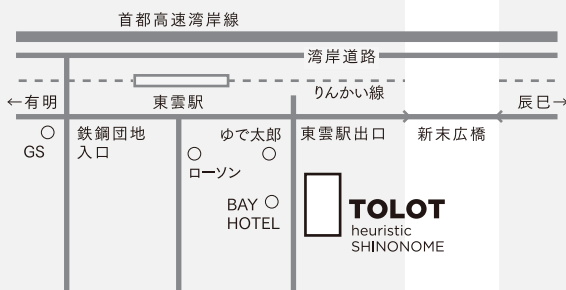 首都高速湾岸線
湾岸道路
りんかい線
←有明
東雲駅
辰巳→
GS
鉄鋼団地
入口
ゆで太郎
東雲駅出口
新末広橋
ローソン
BAY
HOTEL
TOLOT
heuristic
SHINONOME